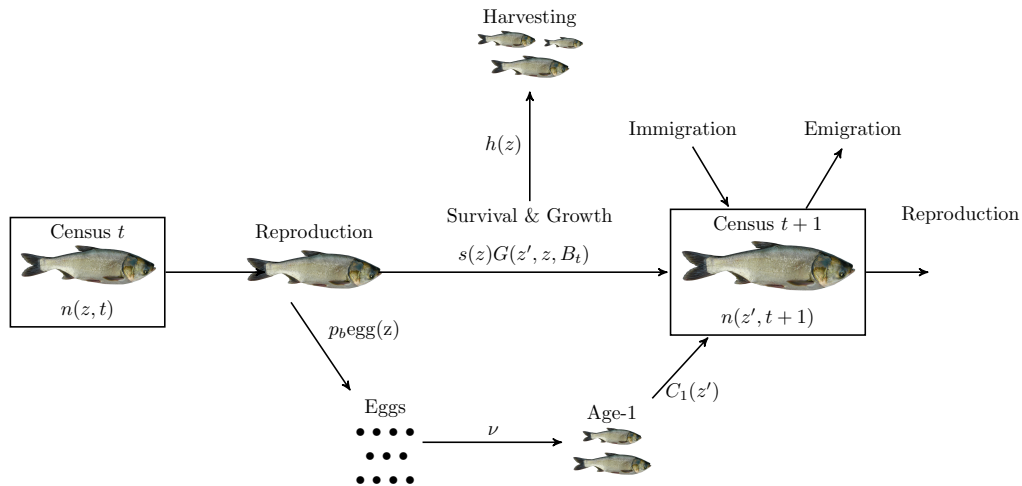 Harvesting
Immigration
Emigration
h(z)
Survival & Growth
Reproduction
Census t
Reproduction
Census t + 1
s(z)G(z′, z, B_t)
n(z, t)
n(z′, t + 1)
p_b egg(z)
C_1(z′)
Eggs
Age-1
ν